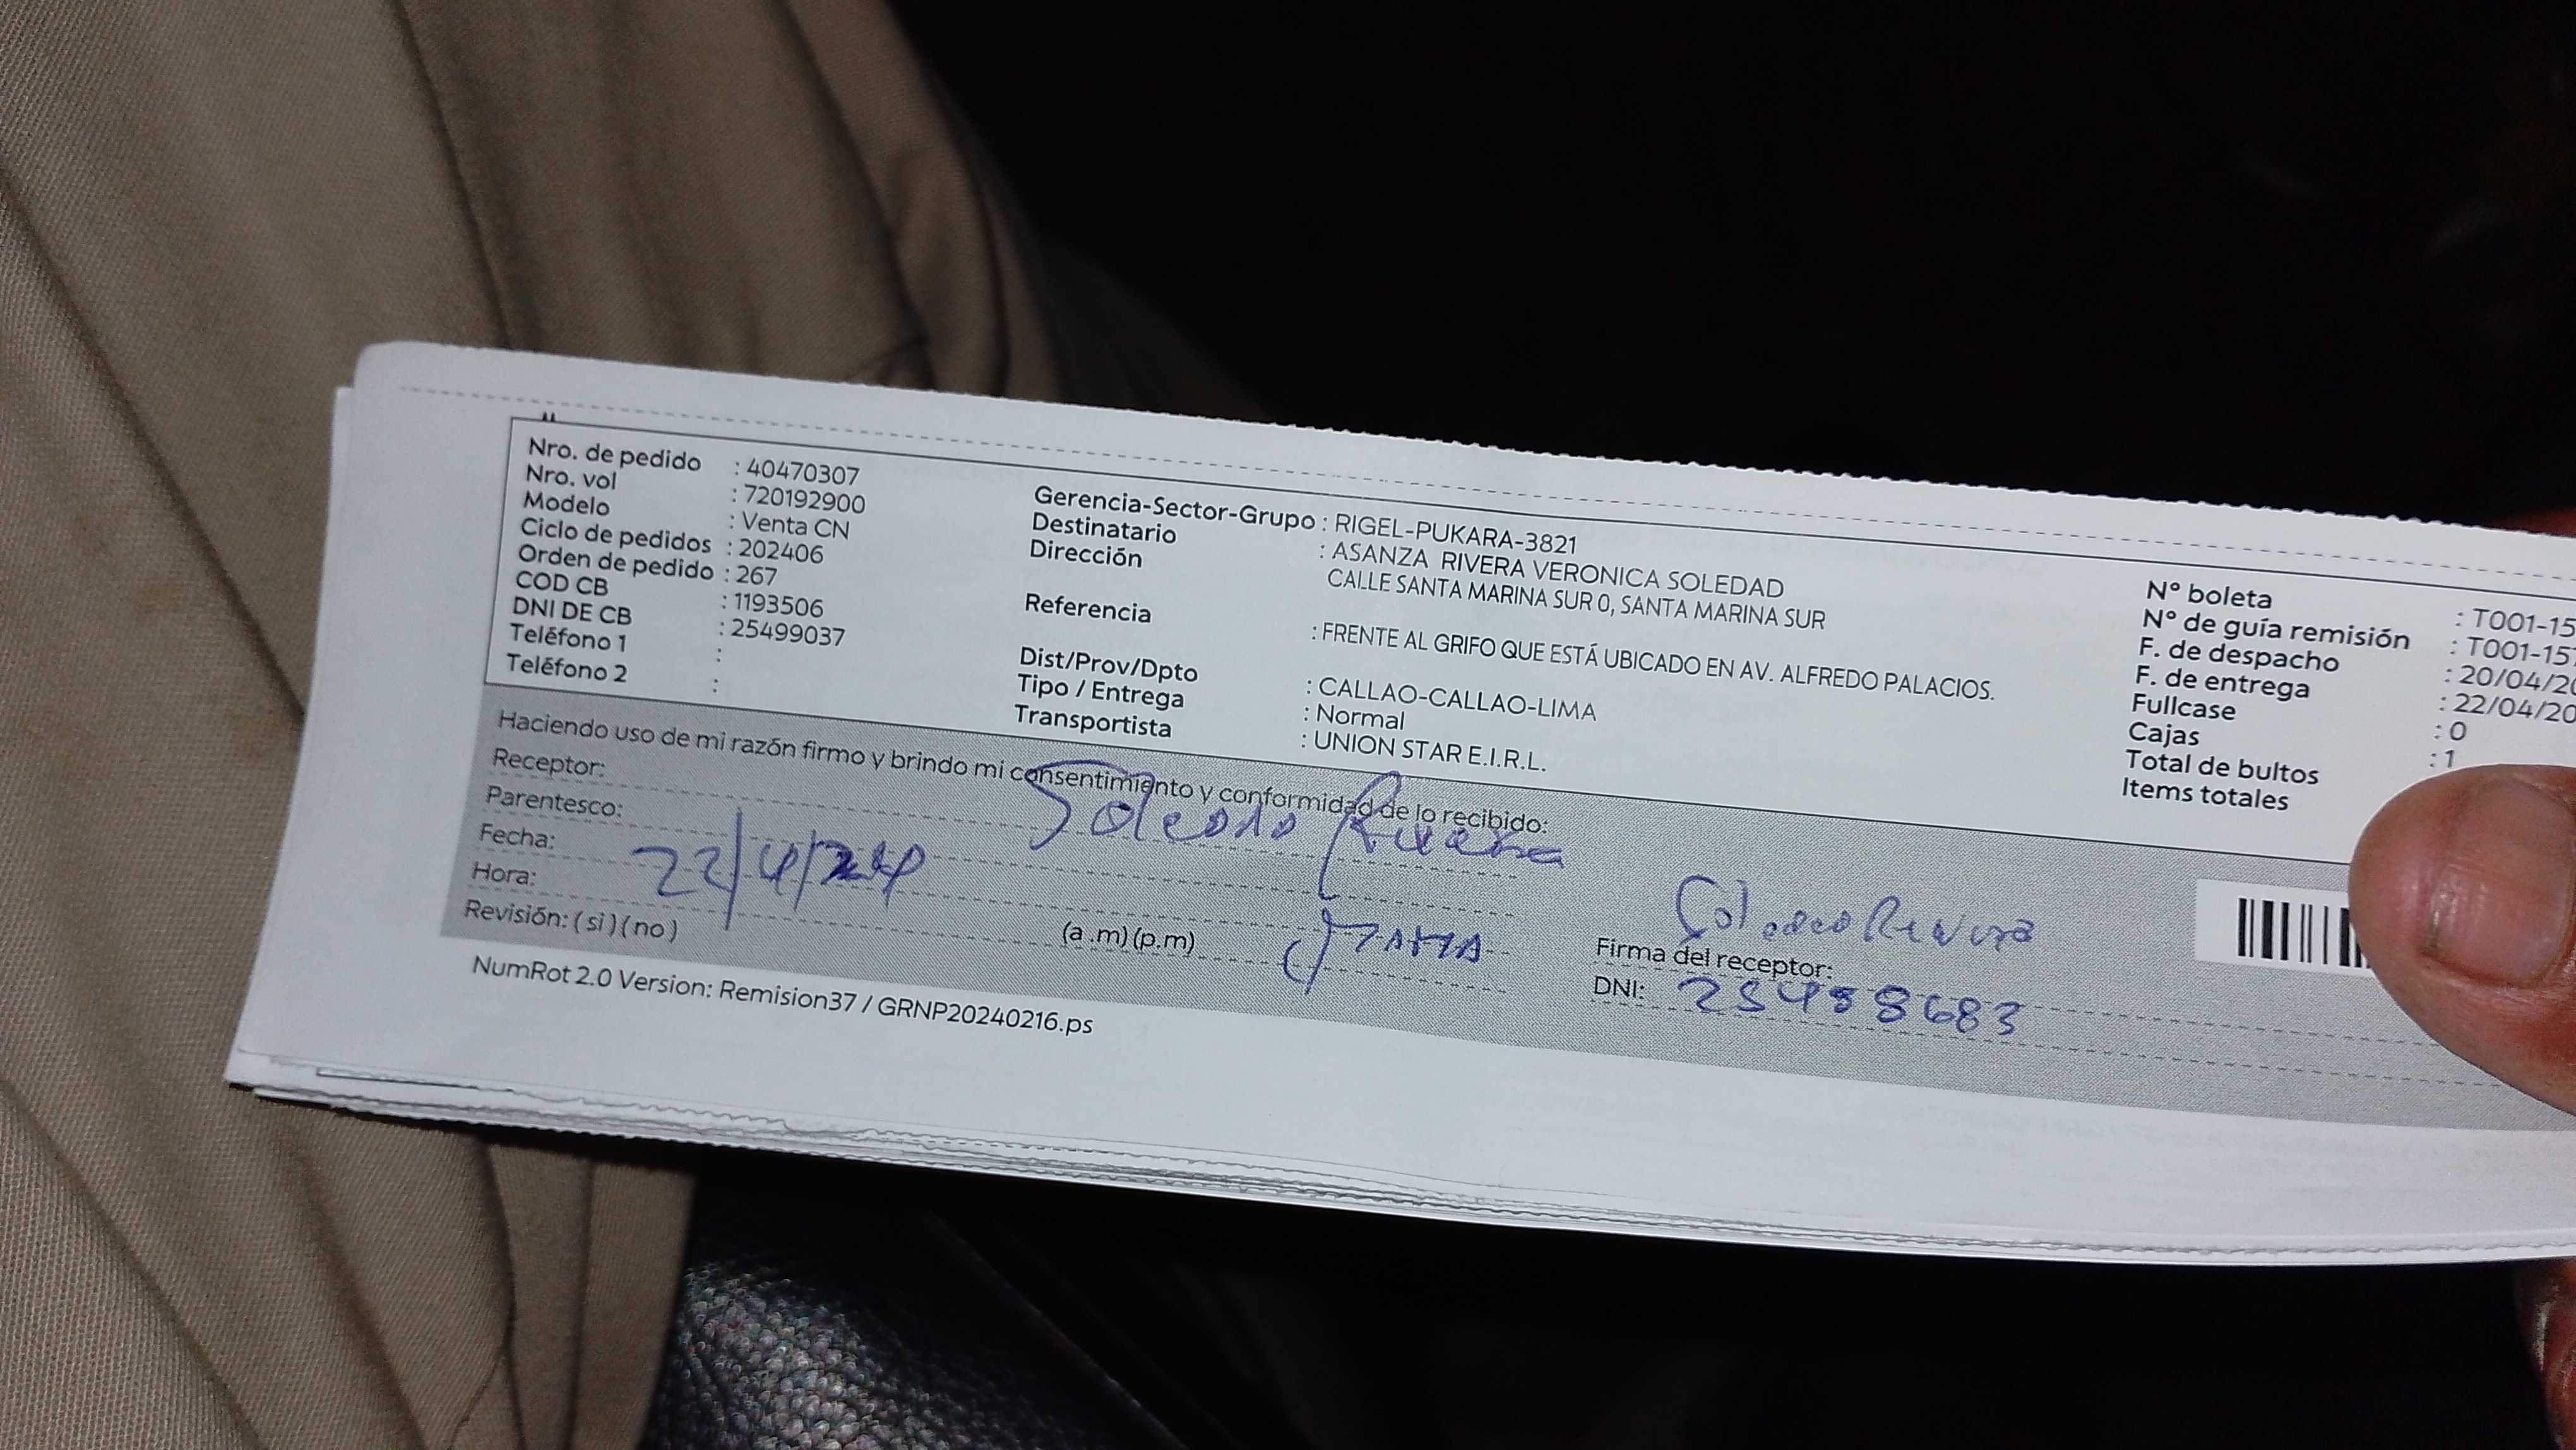 Nro. de pedido : 40470307
Nro. vol : 720192900
Modelo : Venta CN
Ciclo de pedidos : 202406
Orden de pedido : 267
COD CB : 1193506
DNI DE CB : 25499037
Teléfono 1 :
Teléfono 2 :
Gerencia-Sector-Grupo : RIGEL-PUKARA-3821
Destinatario : ASANZA RIVERA VERONICA SOLEDAD
Dirección CALLE SANTA MARINA SUR 0, SANTA MARINA SUR
Referencia : FRENTE AL GRIFO QUE ESTÁ UBICADO EN AV. ALFREDO PALACIOS.
Dist/Prov/Dpto : CALLAO-CALLAO-LIMA
Tipo / Entrega : Normal
Transportista : UNION STAR E.I.R.L.
N° boleta : T001-15
N° de guía remisión : T001-15
F. de despacho : 20/04/20
F. de entrega : 22/04/20
Fullcase : 0
Cajas : 1
Total de bultos
Items totales
Haciendo uso de mi razón firmo y brindo mi consentimiento y conformidad de lo recibido:
Receptor: Soledad Rivera
Parentesco:
Fecha: 22/4/
Hora: (a .m) (p.m)
Revisión: ( si ) ( no )
Soledad Rivera
Firma del receptor:
DNI: 25498683
NumRot 2.0 Version: Remision37 / GRNP20240216.ps